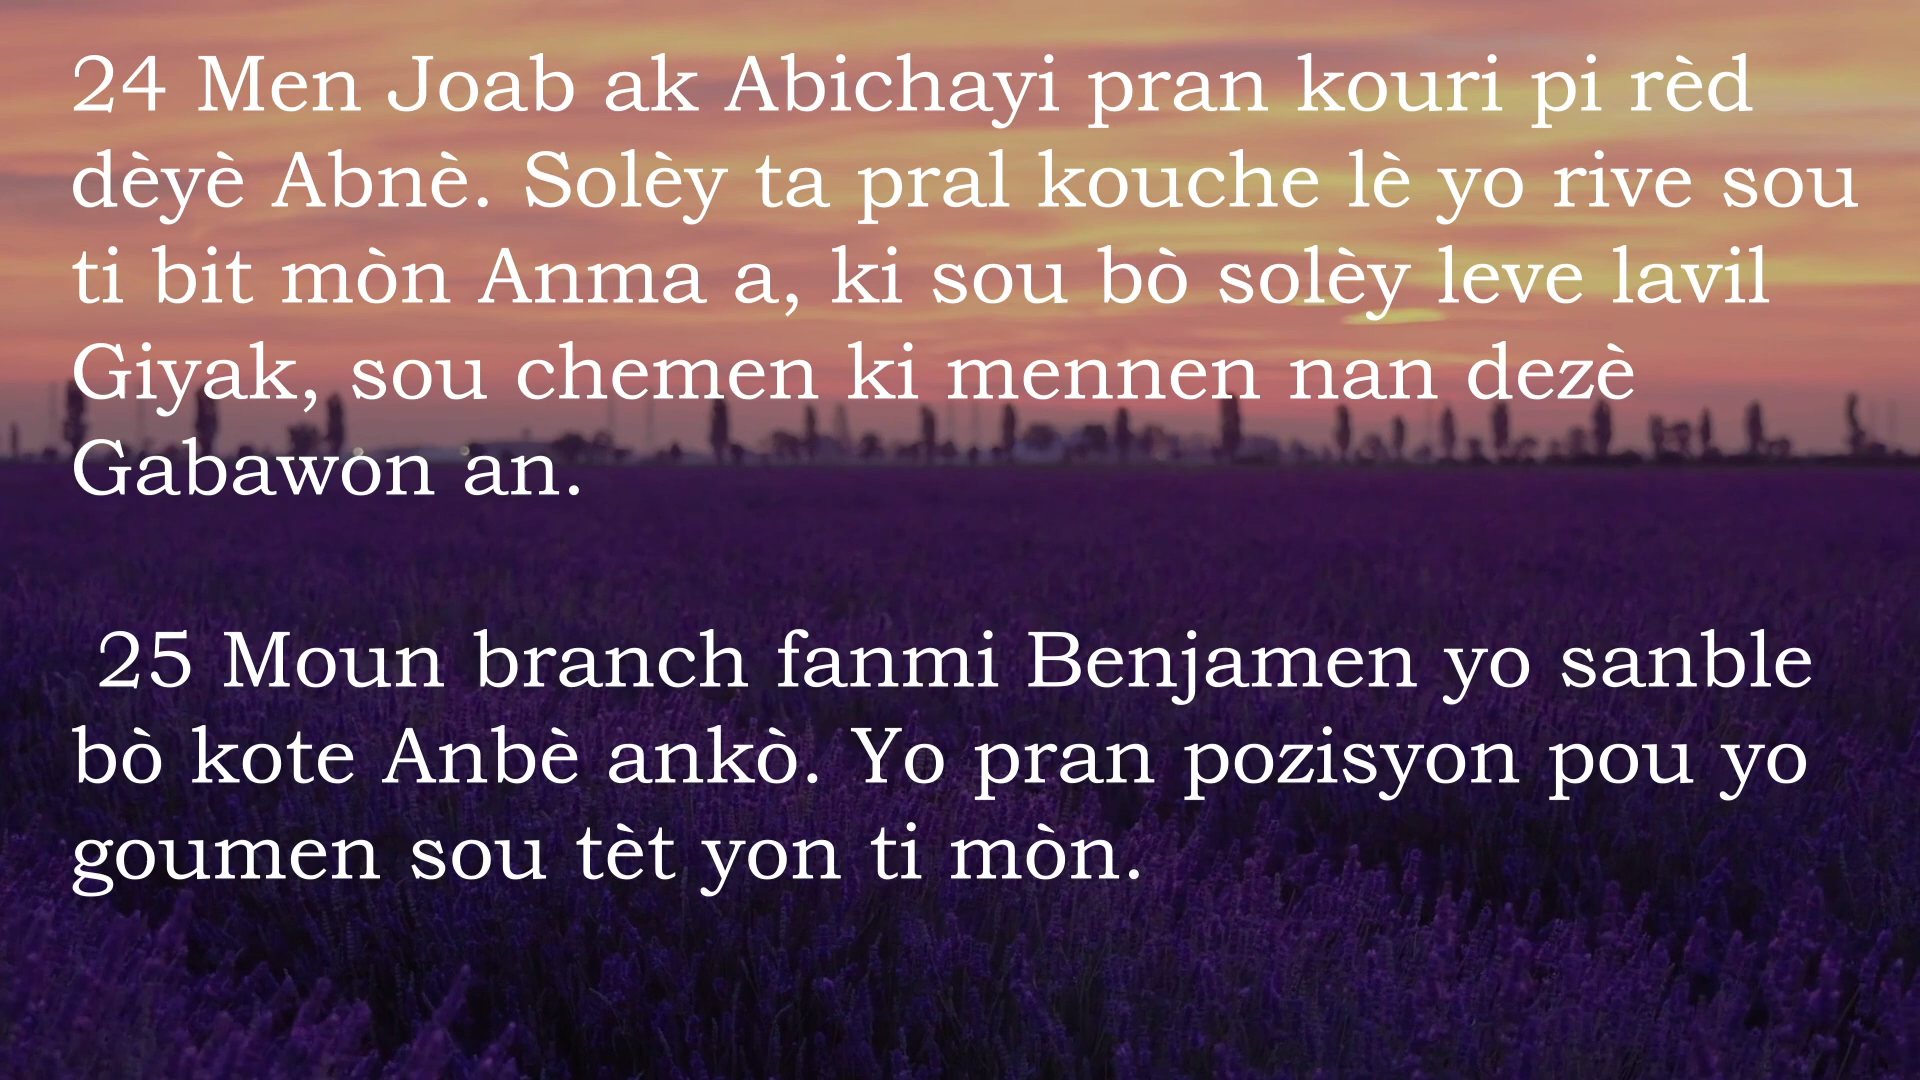 24 Men Joab ak Abichayi pran kouri pi rèd
dèyè Abnè. Solèy ta pral kouche lè yo rive sou
ti bit mòn Anma a, ki sou bò solèy leve lavil
Giyak, sou chemen ki mennen nan dezè
Gabawon an.
25 Moun branch fanmi Benjamen yo sanble
bò kote Anbè ankò. Yo pran pozisyon pou yo
goumen sou tèt yon ti mòn.